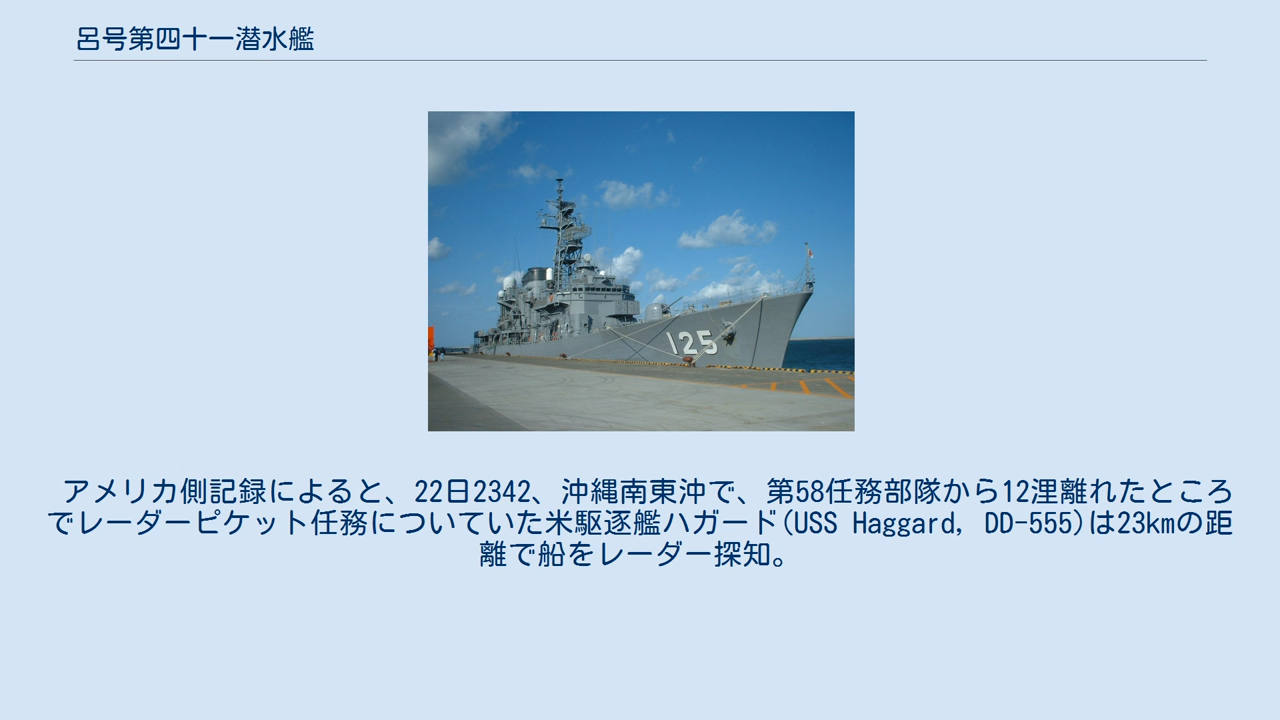 呂号第四十一潜水艦
125
アメリカ側記録によると、22日2342、沖縄南東沖で、第58任務部隊から12浬離れたところ
でレーダーピケット任務についていた米駆逐艦ハガード(USS Haggard, DD-555)は23kmの距
離で船をレーダー探知。